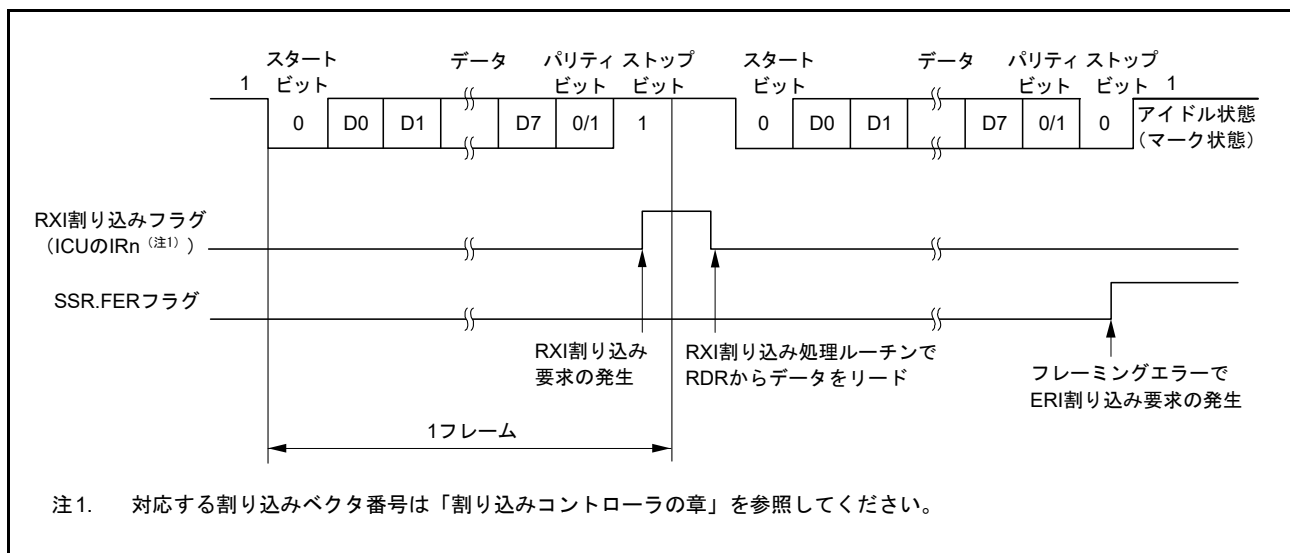 スタート データ パリティ ストップ スタート データ パリティ ストップ
1 ビット ビット ビット ビット ビット ビット 1
0 D0 D1 D7 0/1 1 0 D0 D1 D7 0/1 0 アイドル状態
(マーク状態)
RXI割り込みフラグ
(ICUのIRn (注1) )
SSR.FERフラグ
RXI割り込み
要求の発生
RXI割り込み処理ルーチンで
RDRからデータをリード
フレーミングエラーで
ERI割り込み要求の発生
1フレーム
注1. 対応する割り込みベクタ番号は「割り込みコントローラの章」を参照してください。